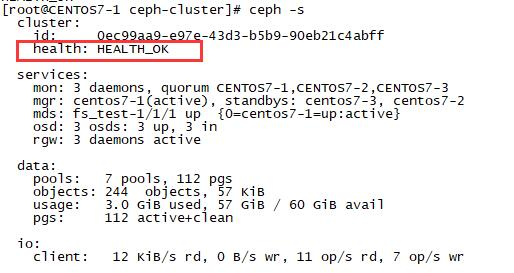 [root@CENTOS7-1 ceph-cluster]# ceph -s
cluster:
id: 0ec99aa9-e97e-43d3-b5b9-90eb21c4abff
health: HEALTH_OK
services:
mon: 3 daemons, quorum CENTOS7-1,CENTOS7-2,CENTOS7-3
mgr: centos7-1(active), standbys: centos7-3, centos7-2
mds: fs_test-1/1/1 up {0=centos7-1=up:active}
osd: 3 osds: 3 up, 3 in
rgw: 3 daemons active
data:
pools: 7 pools, 112 pgs
objects: 244 objects, 57 KiB
usage: 3.0 GiB used, 57 GiB / 60 GiB avail
pgs: 112 active+clean
io:
client: 12 KiB/s rd, 0 B/s wr, 11 op/s rd, 7 op/s wr